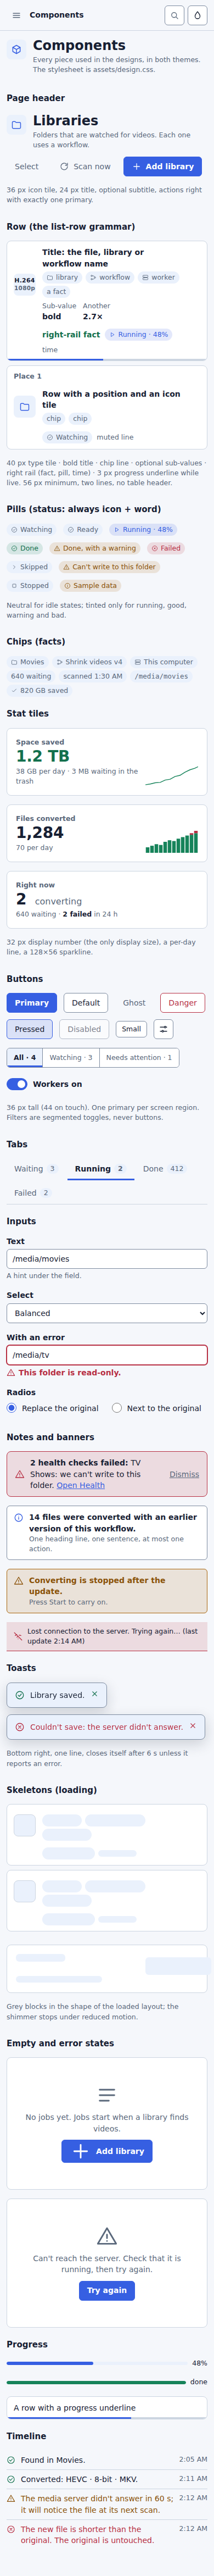 Components
Components
Every piece used in the designs, in both themes.
The stylesheet is assets/design.css.
Page header
Libraries
Folders that are watched for videos. Each one
uses a workflow.
Select
Scan now
Add library
36 px icon tile, 24 px title, optional subtitle, actions right
on exactly one primary.
Row (the list-row grammar)
H.264
1080p
Title: the file, library or
workflow name
library
workflow
worker
a fact
Sub-value Another
bold 2.7×
right-rail fact
Running · 48%
time
Place 1
Row with a position and an icon
tile
chip
chip
Watching
muted line
40 px type tile · bold title · chip line · optional sub-values ·
right rail (fact, pill, time) · 3 px progress underline
while live. 56 px minimum, two lines, no table header.
Pills (status: always icon + word)
Watching
Ready
Running · 48%
Done
Done, with a warning
Failed
Skipped
Can't write to this folder
Stopped
Sample data
Neutral for idle states; tinted only for running, good,
warning and bad.
Chips (facts)
Movies
Shrink videos v4
This computer
640 waiting
scanned 1:30 AM
/media/movies
820 GB saved
Stat tiles
Space saved
1.2 TB
38 GB per day · 3 MB waiting in the
trash
Files converted
1,284
70 per day
Right now
2 converting
640 waiting · 2 failed in 24 h
32 px display number (the only display size), a per-day
line, a 128×56 sparkline.
Buttons
Primary
Default
Ghost
Danger
Pressed
Disabled
Small
All · 4
Watching · 3
Needs attention · 1
Workers on
36 px tall (44 on touch). One primary per screen region.
Filters are segmented toggles, never buttons.
Tabs
Waiting 3
Running 2
Done 412
Failed 2
Inputs
Text
/media/movies
A hint under the field.
Select
Balanced
With an error
/media/tv
This folder is read-only.
Radios
Replace the original
Next to the original
Notes and banners
2 health checks failed: TV
Shows: we can't write to this
folder. Open Health
Dismiss
14 files were converted with an earlier
version of this workflow.
One heading line, one sentence, at most one
action.
Converting is stopped after the
update.
Press Start to carry on.
Lost connection to the server. Trying again… (last
update 2:14 AM)
Toasts
Library saved.
Couldn't save: the server didn't answer.
Bottom right, one line, closes itself after 6 s unless it
reports an error.
Skeletons (loading)
Grey blocks in the shape of the loaded layout; the
shimmer stops under reduced motion.
Empty and error states
No jobs yet. Jobs start when a library finds
videos.
Add library
Can't reach the server. Check that it is
running, then try again.
Try again
Progress
48%
done
A row with a progress underline
Timeline
Found in Movies. 2:05 AM
Converted: HEVC · 8-bit · MKV. 2:11 AM
The media server didn't answer in 60 s; 2:12 AM
it will notice the file at its next scan.
The new file is shorter than the 2:12 AM
original. The original is untouched.